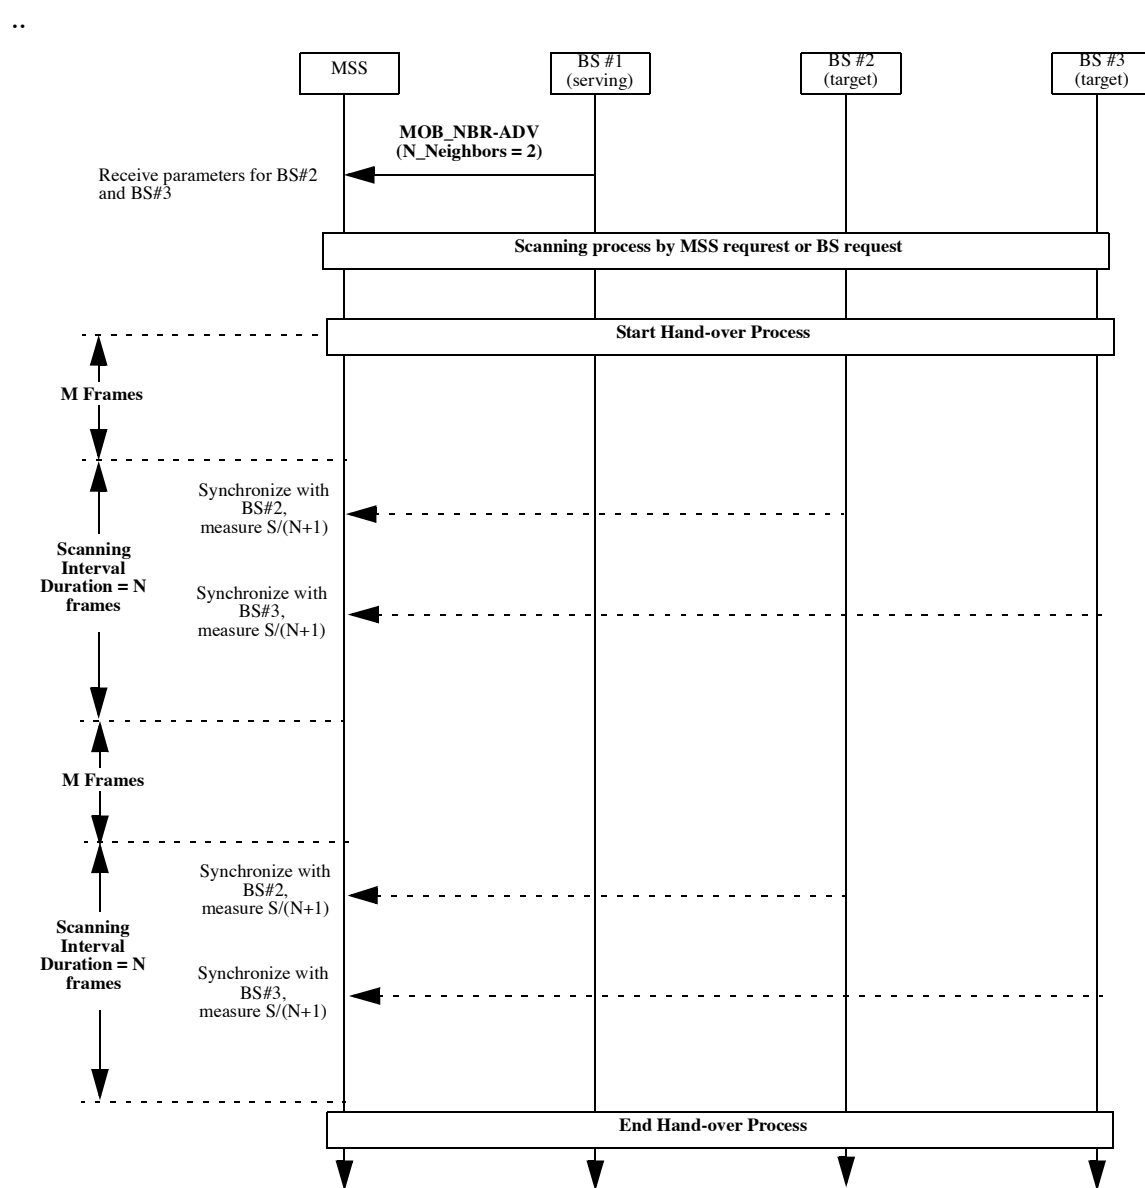 ..
MSS
BS #1
(serving)
BS #2
(target)
BS #3
(target)
MOB_NBR-ADV
(N_Neighbors = 2)
Receive parameters for BS#2
and BS#3
Scanning process by MSS requrest or BS request
Start Hand-over Process
M Frames
Synchronize with
BS#2,
measure S/(N+1)
Scanning
Interval
Duration = N
frames
Synchronize with
BS#3,
measure S/(N+1)
M Frames
Synchronize with
BS#2,
measure S/(N+1)
Scanning
Interval
Duration = N
frames
Synchronize with
BS#3,
measure S/(N+1)
End Hand-over Process